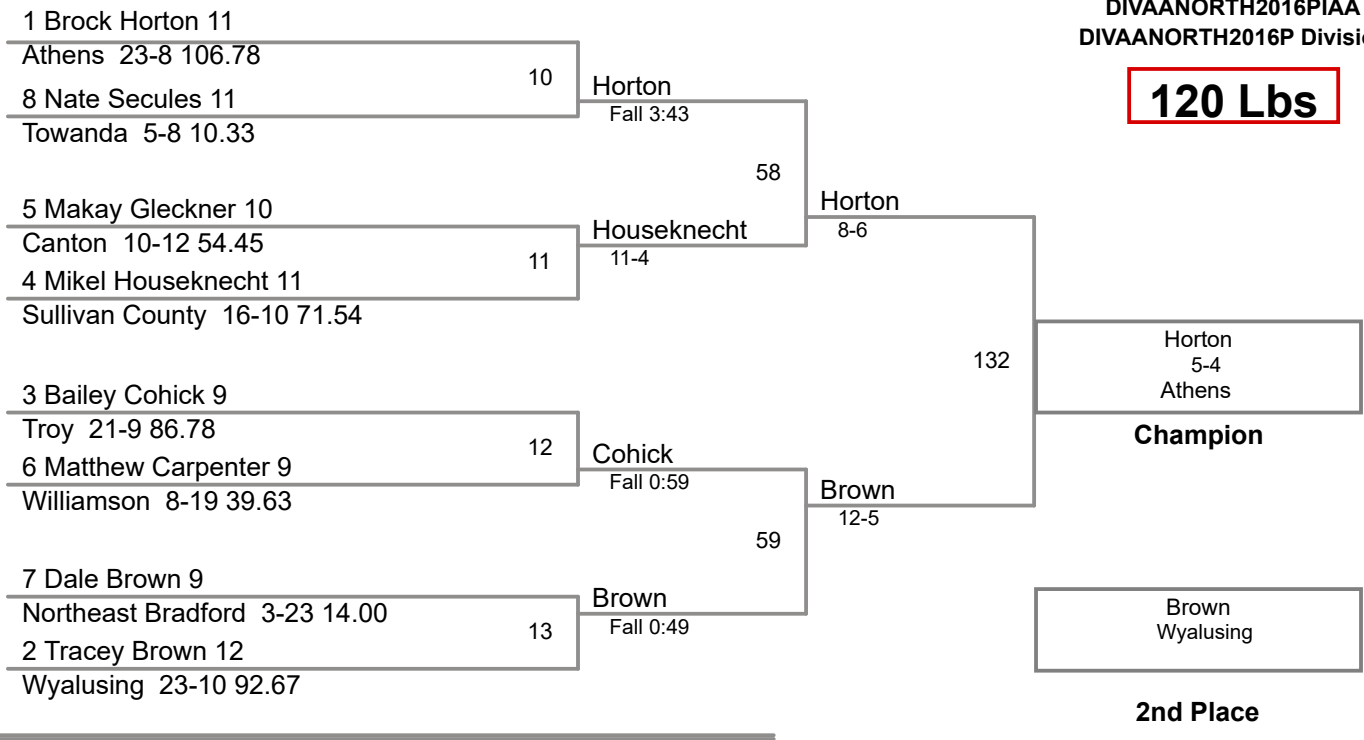 DIVAANORTH2016PIAA
DIVAANORTH2016P
120 Lbs
1 Brock Horton 11
Athens 23-8 106.78
10
8 Nate Secules 11
Towanda 5-8 10.33
Horton
Fall 3:43
58
5 Makay Gleckner 10
Canton 10-12 54.45
11
4 Mikel Houseknecht 11
Sullivan County 16-10 71.54
Houseknecht
11-4
Horton
8-6
132
3 Bailey Cohick 9
Troy 21-9 86.78
12
6 Matthew Carpenter 9
Williamson 8-19 39.63
Cohick
Fall 0:59
59
7 Dale Brown 9
Northeast Bradford 3-23 14.00
13
2 Tracey Brown 12
Wyalusing 23-10 92.67
Brown
Fall 0:49
Brown
12-5
Horton
5-4
Athens
Champion
Brown
Wyalusing
2nd Place